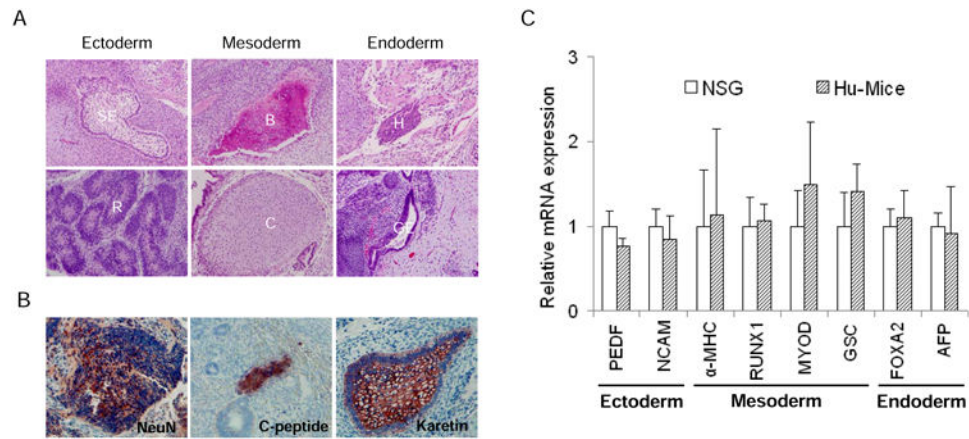 A
Ectoderm Mesoderm Endoderm
SE B H
R C G
B
NeuN C-peptide Karetin
C
Relative mRNA expression
3
2
1
0
NSG Hu-Mice
PEDF NCAM α-MHC RUNX1 MYOD GSC FOXA2 AFP
Ectoderm Mesoderm Endoderm